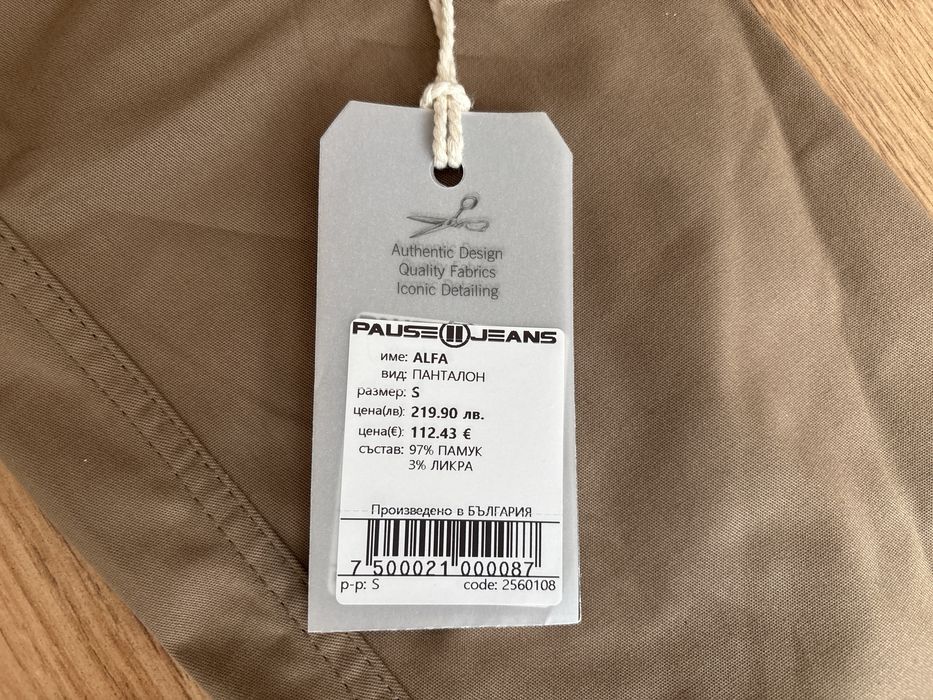 Authentic Design
Quality Fabrics
Iconic Detailing
PAUSE JEANS
име: ALFA
вид: ПАНТАЛОН
размер: S
цена(лв): 219.90 лв.
цена(€): 112.43 €
състав: 97% ПАМУК
3% ЛИКРА
Произведено в БЪЛГАРИЯ
7 500021 000087
р-р: S code: 2560108